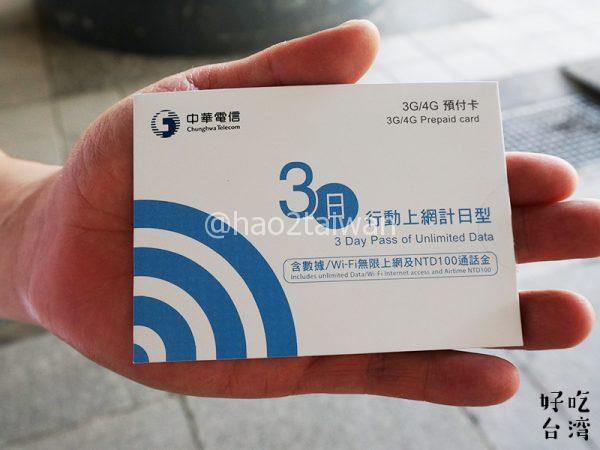 中華電信
Chunghwa Telecom
3G/4G 預付卡
3G/4G Prepaid card
3日 行動上網計日型
@hao2taiwan
3 Day Pass of Unlimited Data
含數據/Wi-Fi無限上網及NTD100通話金
Includes unlimited Data/Wi-Fi Internet access and Airtime NTD100
好吃
台湾